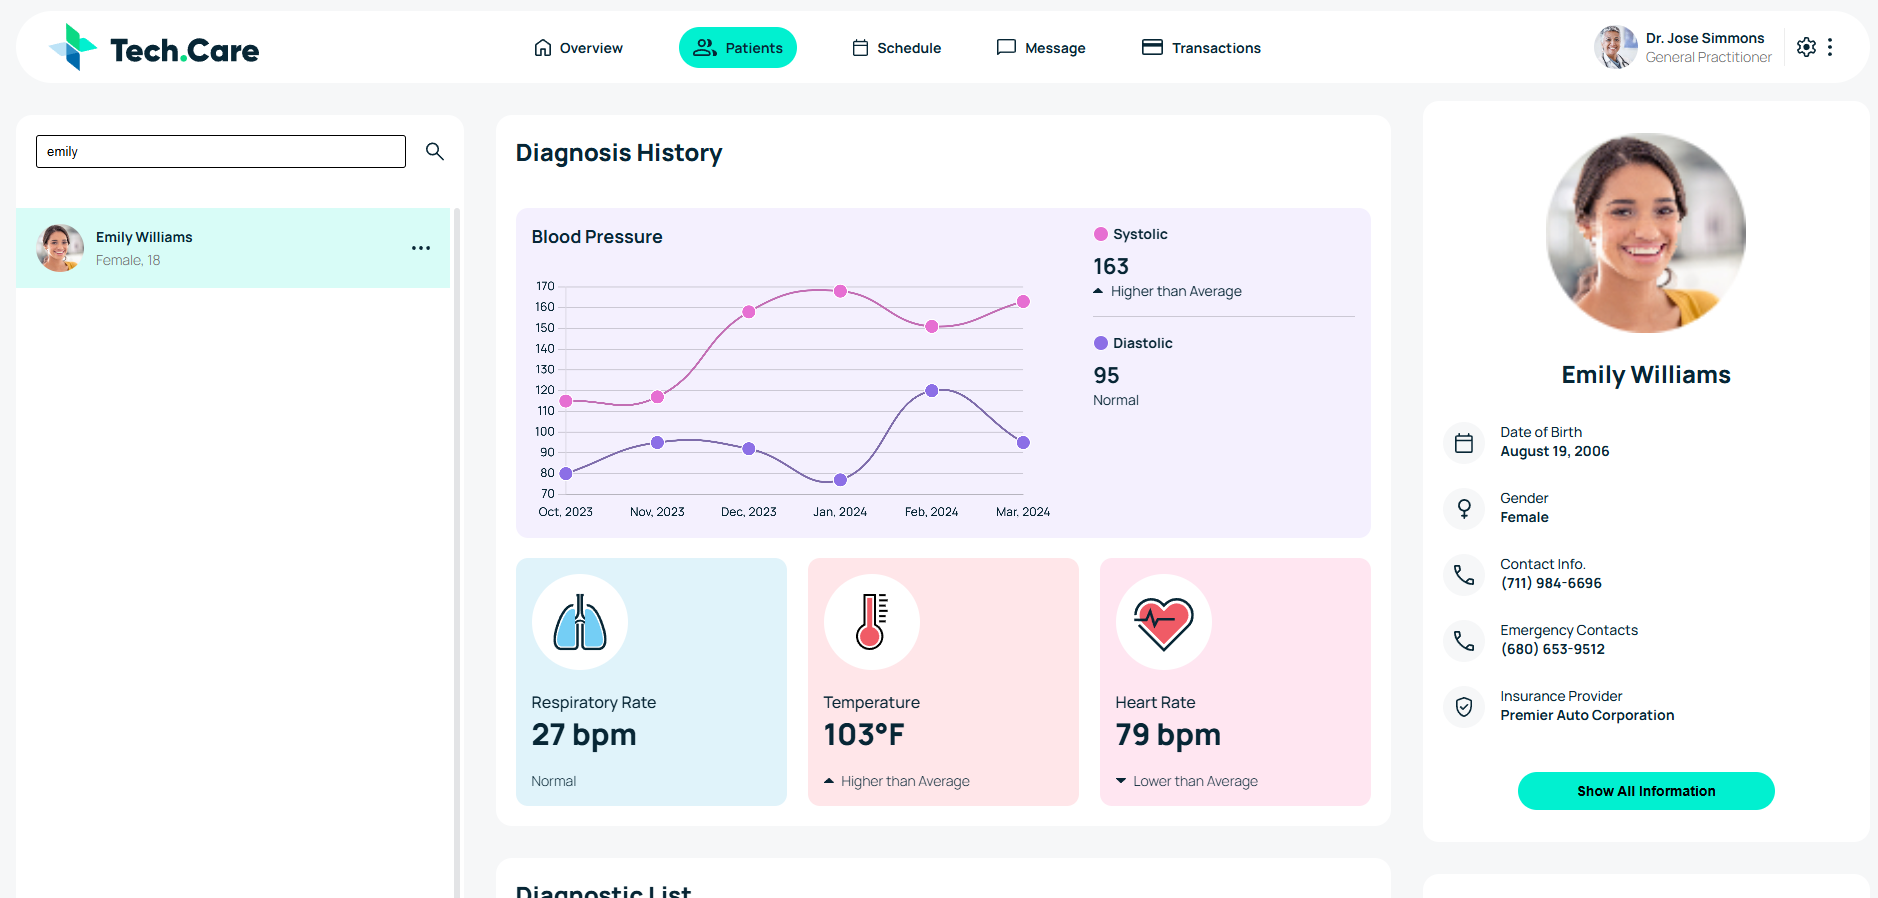 Tech.Care
Overview
Patients
Schedule
Message
Transactions
Dr. Jose Simmons
General Practitioner
emily
Emily Williams
Female, 18
Diagnosis History
Blood Pressure
170
160
150
140
130
120
110
100
90
80
70
Oct, 2023
Nov, 2023
Dec, 2023
Jan, 2024
Feb, 2024
Mar, 2024
Systolic
163
Higher than Average
Diastolic
95
Normal
Respiratory Rate
27 bpm
Normal
Temperature
103°F
Higher than Average
Heart Rate
79 bpm
Lower than Average
Diagnostic List
Emily Williams
Date of Birth
August 19, 2006
Gender
Female
Contact Info.
(711) 984-6696
Emergency Contacts
(680) 653-9512
Insurance Provider
Premier Auto Corporation
Show All Information